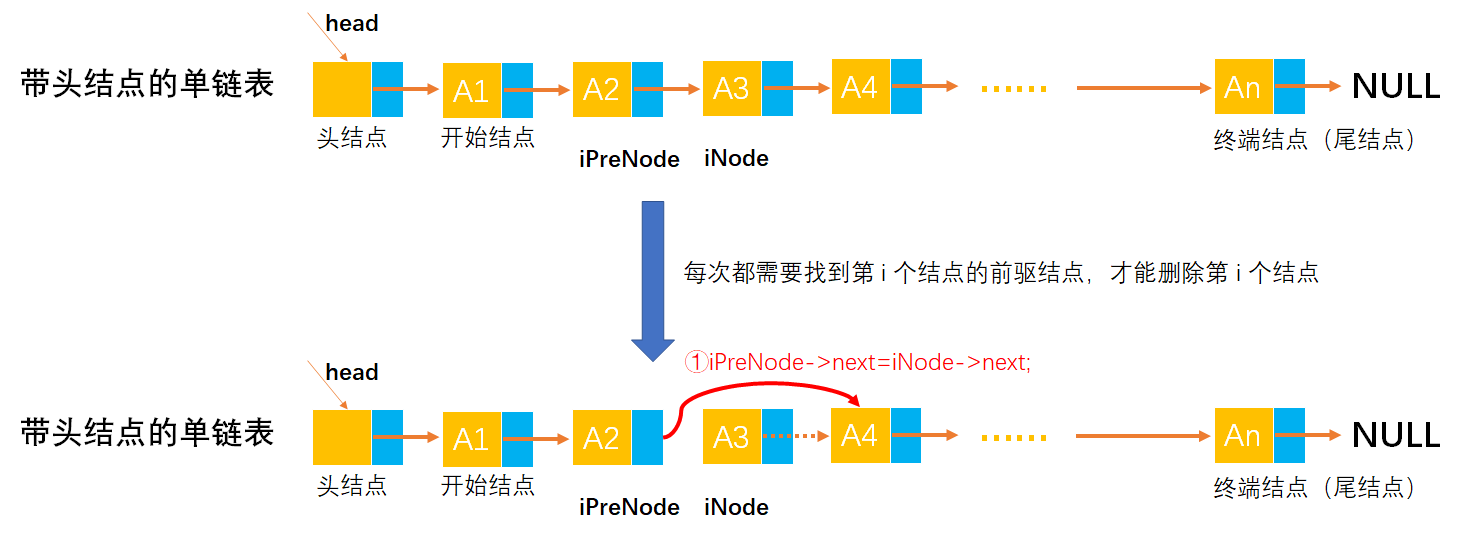 head
带头结点的单链表
A1
A2
A3
A4
An
NULL
头结点
开始结点
终端结点（尾结点）
iPreNode
iNode
每次都需要找到第 i 个结点的前驱结点，才能删除第 i 个结点
①iPreNode->next=iNode->next;
head
带头结点的单链表
A1
A2
A3
A4
An
NULL
头结点
开始结点
终端结点（尾结点）
iPreNode
iNode